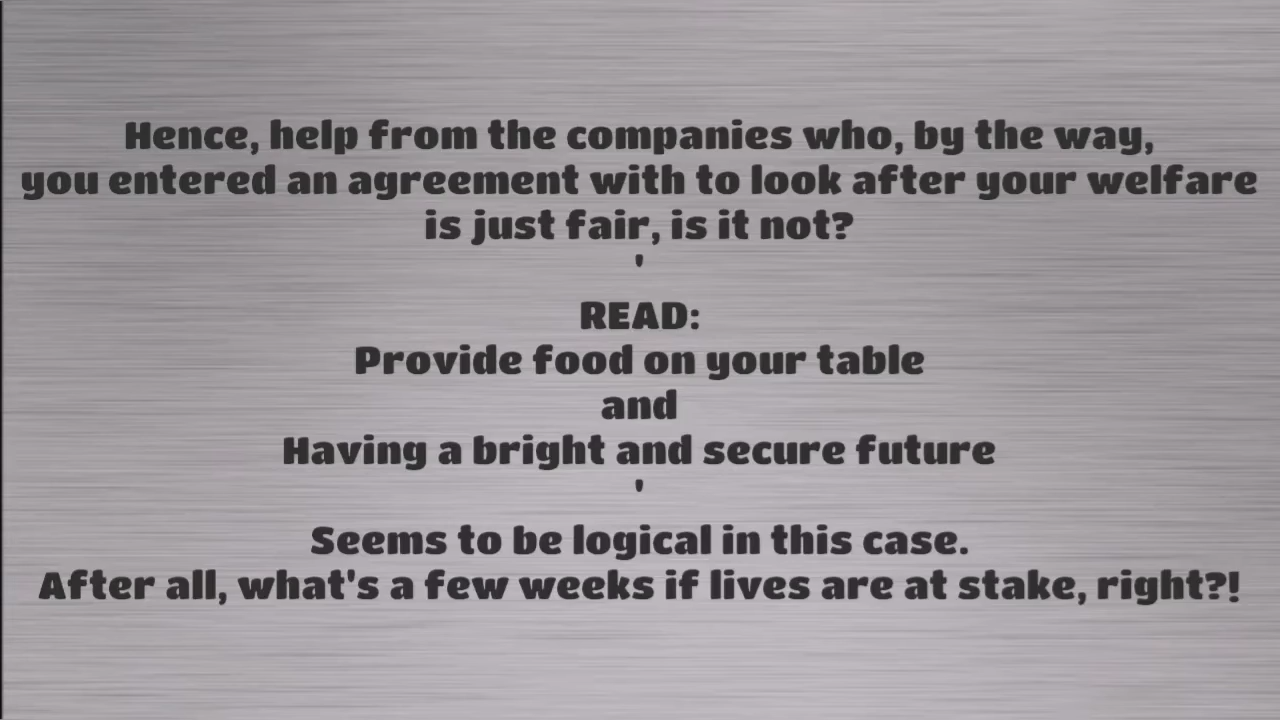 Hence, help from the companies who, by the way,
you entered an agreement with to look after your welfare
is just fair, is it not?
'
READ:
Provide food on your table
and
Having a bright and secure future
'
Seems to be logical in this case.
After all, what's a few weeks if lives are at stake, right?!